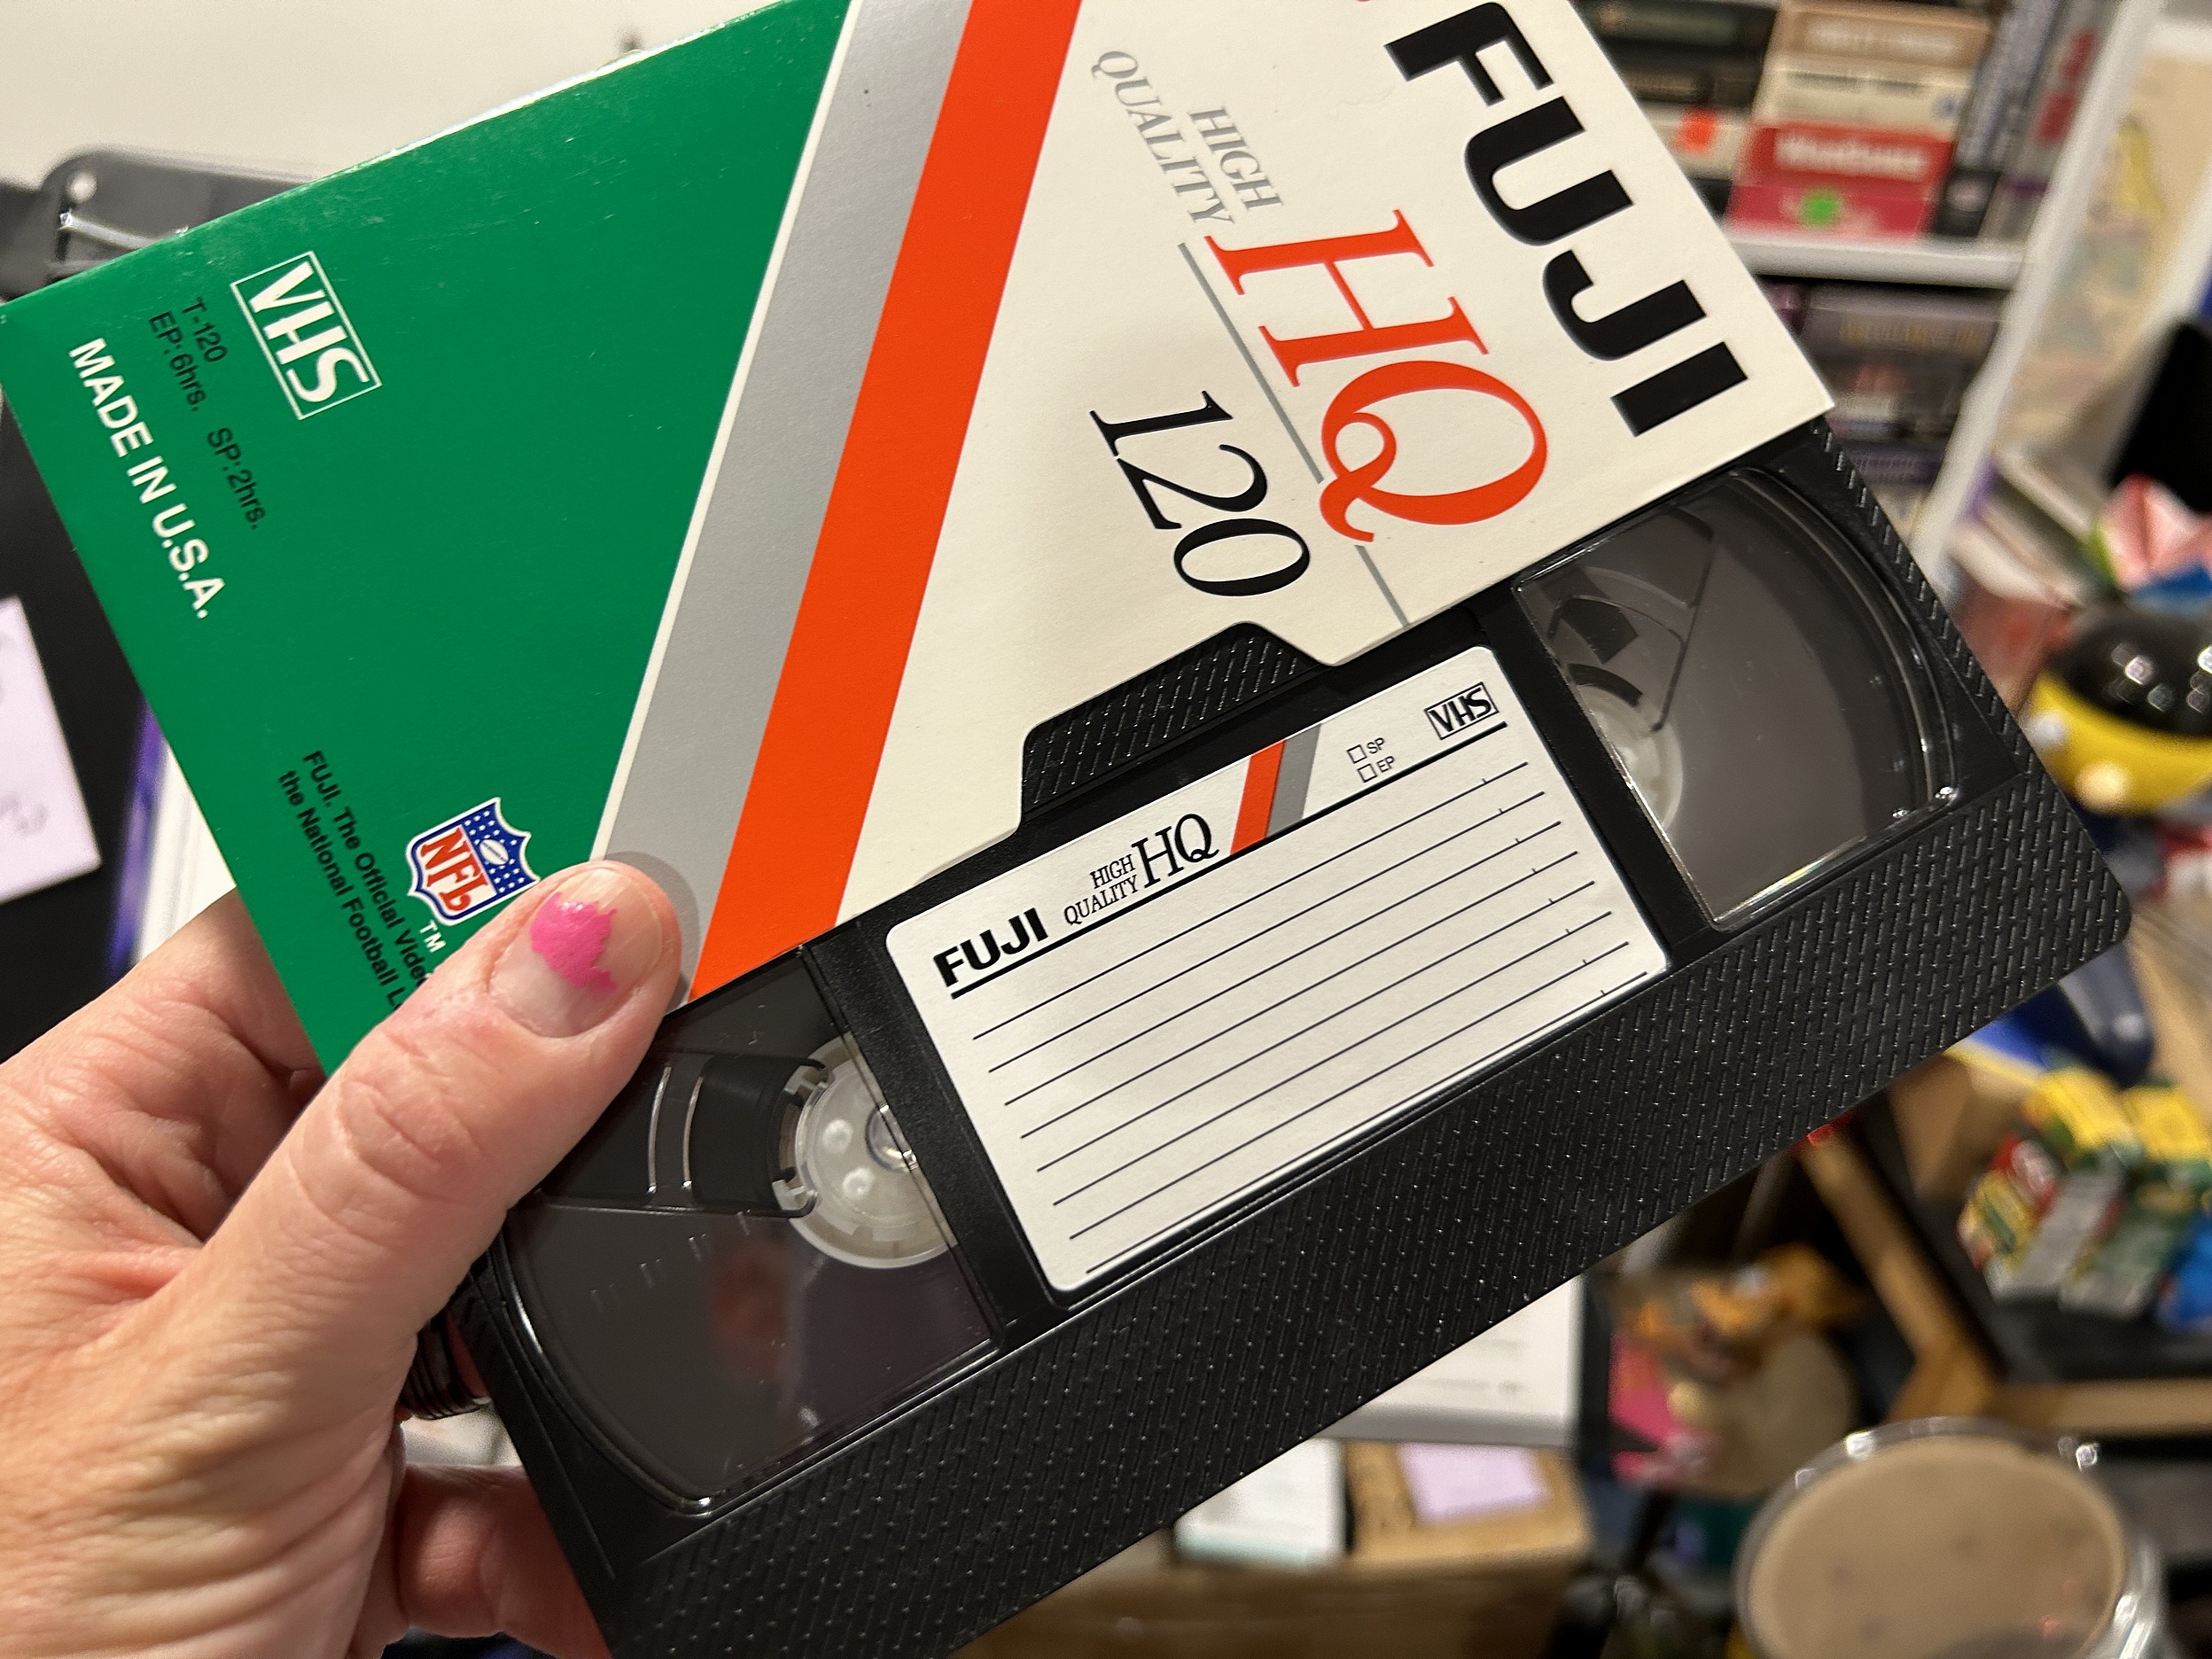 FUJI
HIGH
QUALITY
HQ
120
VHS
T-120
EP:6hrs. SP:2hrs.
MADE IN U.S.A.
NFL
TM
FUJI. The Official Video
the National Football L
FUJI
HIGH
QUALITY
HQ
SP
EP
VHS